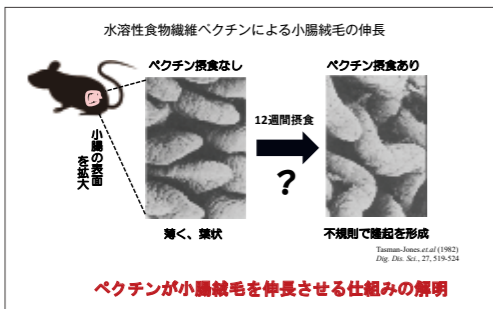 水溶性食物繊維ペクチンによる小腸絨毛の伸長
ペクチン摂食なし
ペクチン摂食あり
小腸の表面
を拡大
12週間摂食
?
薄く、葉状
不規則で隆起を形成
Tasman-Jones.et.al (1982)
Dig. Dis. Sci., 27, 519-524
ペクチンが小腸絨毛を伸長させる仕組みの解明